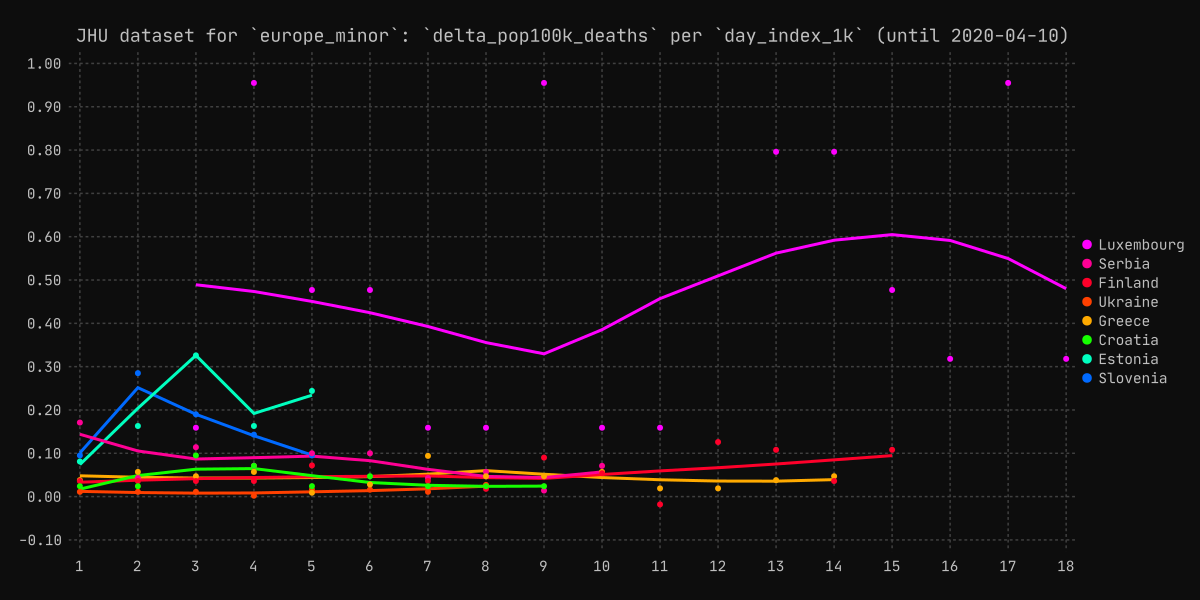 JHU dataset for `europe_minor`: `delta_pop100k_deaths` per `day_index_1k` (until 2020-04-10)
1.00
0.90
0.80
0.70
0.60
0.50
0.40
0.30
0.20
0.10
0.00
-0.10
1 2 3 4 5 6 7 8 9 10 11 12 13 14 15 16 17 18
Luxembourg
Serbia
Finland
Ukraine
Greece
Croatia
Estonia
Slovenia